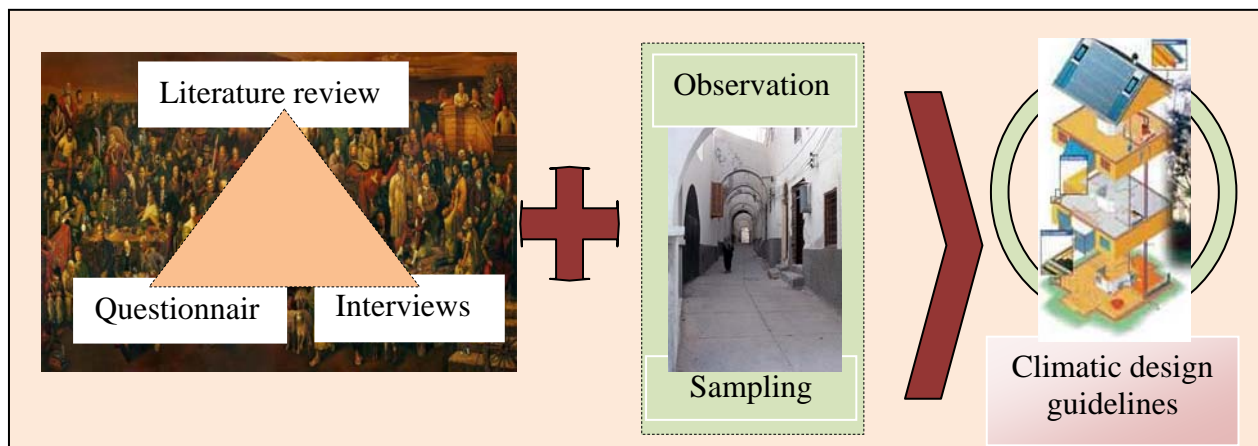 Literature review
Questionnair
Interviews
Observation
Sampling
Climatic design
guidelines